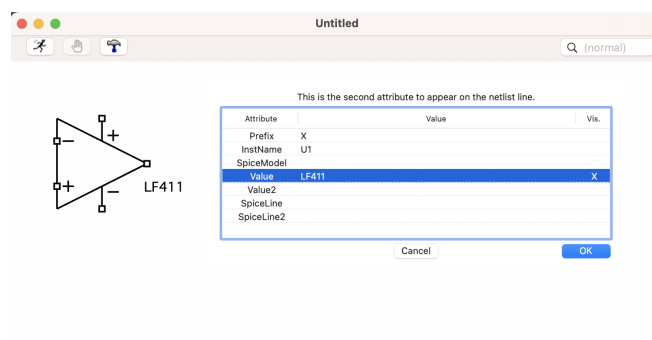 Untitled
(normal)
This is the second attribute to appear on the netlist line.
Attribute Value Vis.
Prefix X
InstName U1
SpiceModel
Value LF411 X
Value2
SpiceLine
SpiceLine2
Cancel OK
LF411